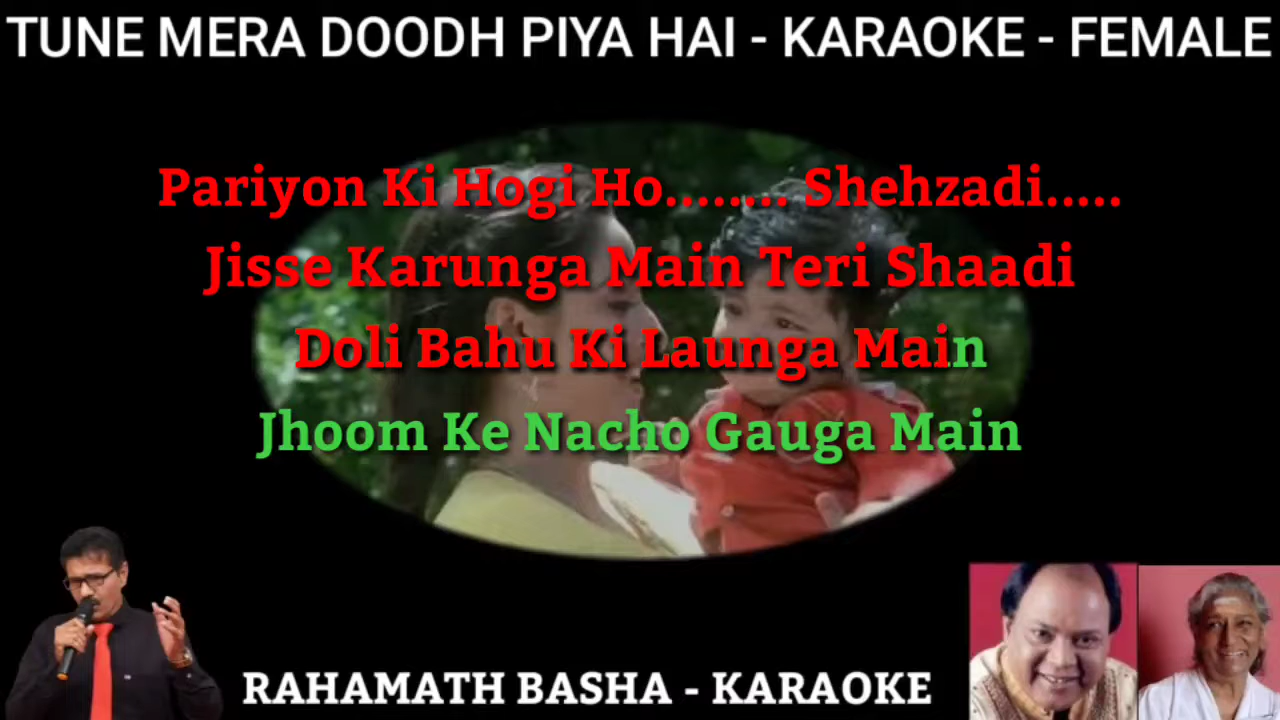 TUNE MERA DOODH PIYA HAI - KARAOKE - FEMALE
Pariyon Ki Hogi Ho........ Shehzadi.....
Jisse Karunga Main Teri Shaadi
Doli Bahu Ki Launga Main
Jhoom Ke Nacho Gauga Main
RAHAMATH BASHA - KARAOKE